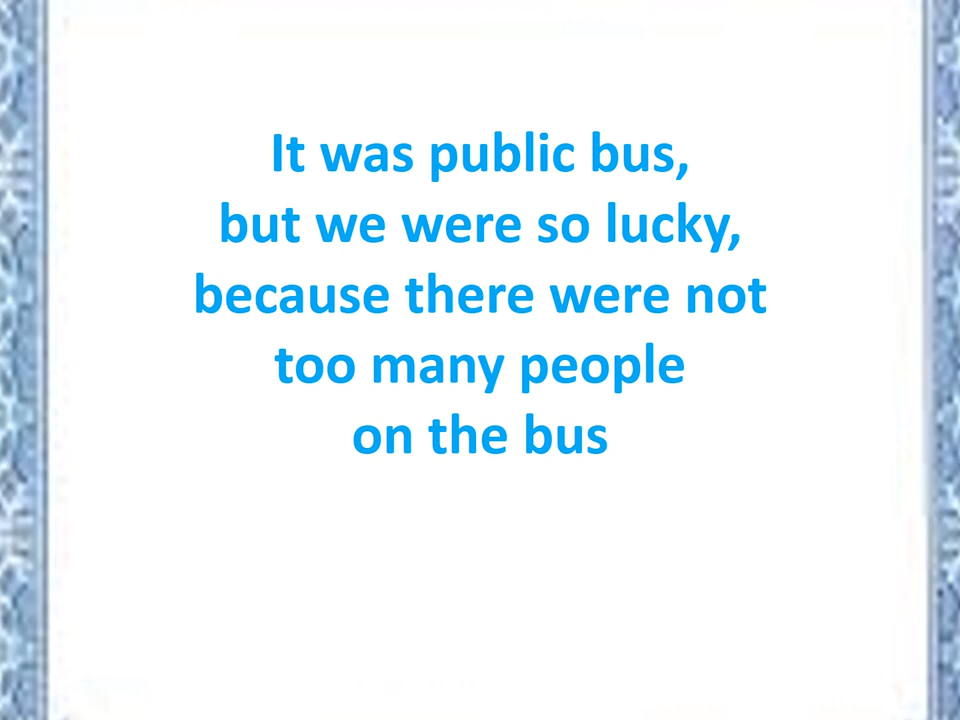 It was public bus,
but we were so lucky,
because there were not
too many people
on the bus